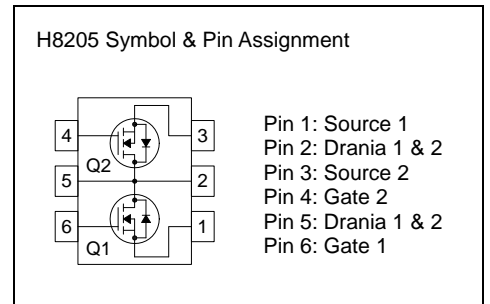 H8205 Symbol & Pin Assignment
4
3
Q2
5
2
6
1
Q1
Pin 1: Source 1
Pin 2: Drania 1 & 2
Pin 3: Source 2
Pin 4: Gate 2
Pin 5: Drania 1 & 2
Pin 6: Gate 1